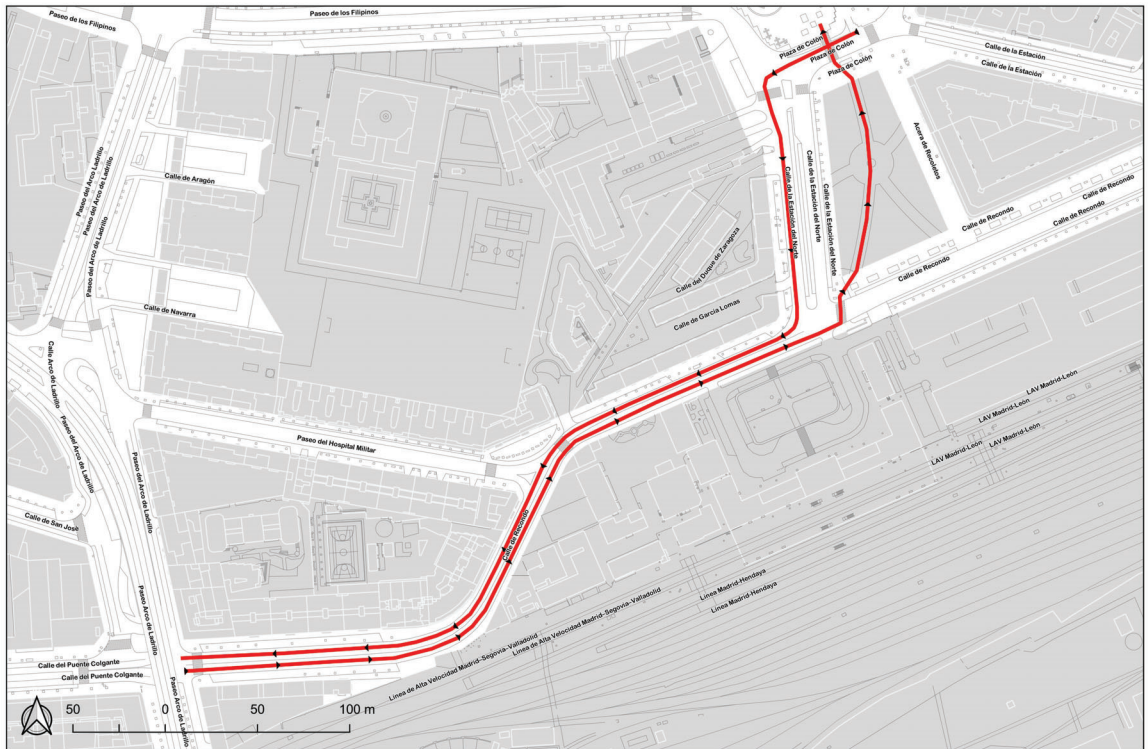 Paseo de los Filipinos
Paseo de los Filipinos
Plaza de Colón
Plaza de Colón
Plaza de Colón
Calle de la Estación
Calle de la Estación
Acera de Recoletos
Paseo del Arco Ladrillo
Paseo del Arco de Ladrillo
Paseo del Arco de Ladrillo
Calle de Aragón
Calle de la Estación del Norte
Calle de la Estación del Norte
Calle de la Estación del Norte
Calle de Recondo
Calle de Recondo
Calle de Recondo
Calle de Recondo
Calle de Recondo
Calle del Duque de Zaragoza
Calle de García Lomas
Calle de Navarra
Calle Arco de Ladrillo
Paseo del Arco de Ladrillo
Paseo del Arco de Ladrillo
Paseo del Hospital Militar
LAV Madrid-León
LAV Madrid-León
LAV Madrid-León
LAV Madrid-León
Calle de San José
Calle de Recondo
Línea Madrid-Hendaya
Línea Madrid-Hendaya
Línea de Alta Velocidad Madrid-Segovia-Valladolid
Línea de Alta Velocidad Madrid-Segovia-Valladolid
Paseo Arco de Ladrillo
Calle del Puente Colgante
Calle del Puente Colgante
Paseo Arco de Ladrillo
50 0 50 100 m